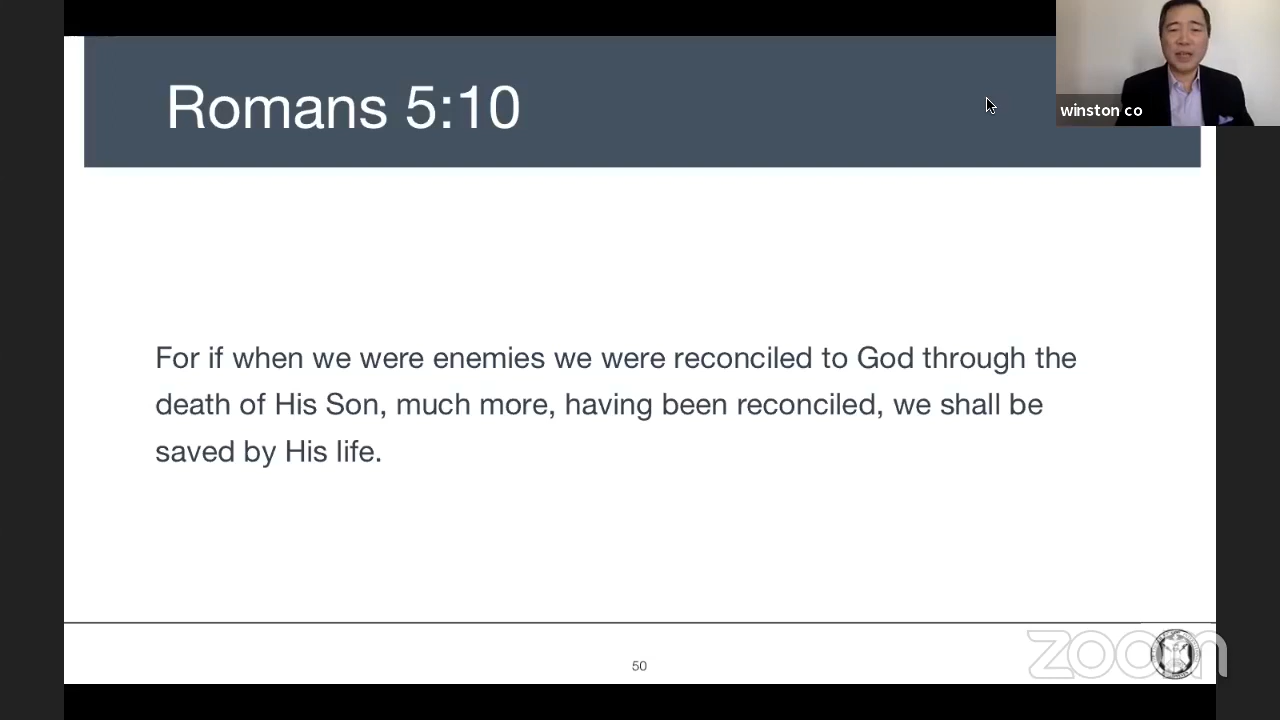 Romans 5:10
winston co
For if when we were enemies we were reconciled to God through the
death of His Son, much more, having been reconciled, we shall be
saved by His life.
50
zoom